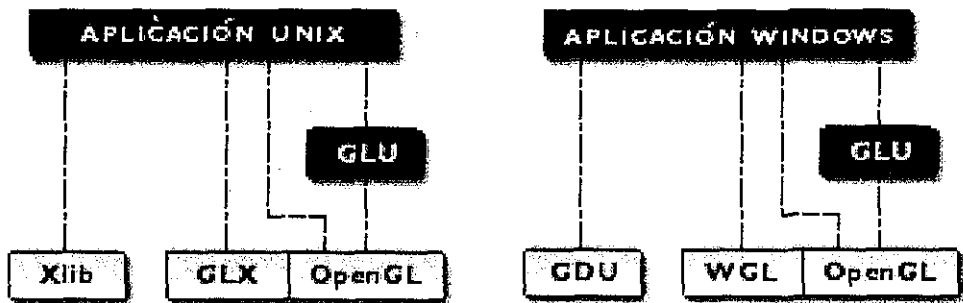 APLICACIÓN UNIX
GLU
Xlib
GLX
OpenGL
APLICACIÓN WINDOWS
GLU
GDU
WGL
OpenGL